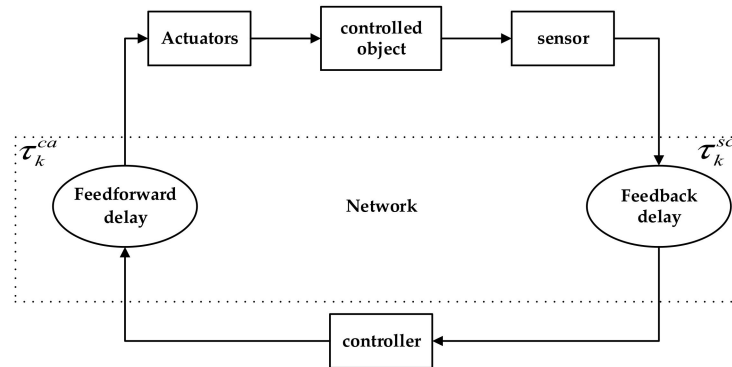 Actuators
controlled
object
sensor
τ_k^{ca}
τ_k^{sc}
Feedforward
delay
Network
Feedback
delay
controller